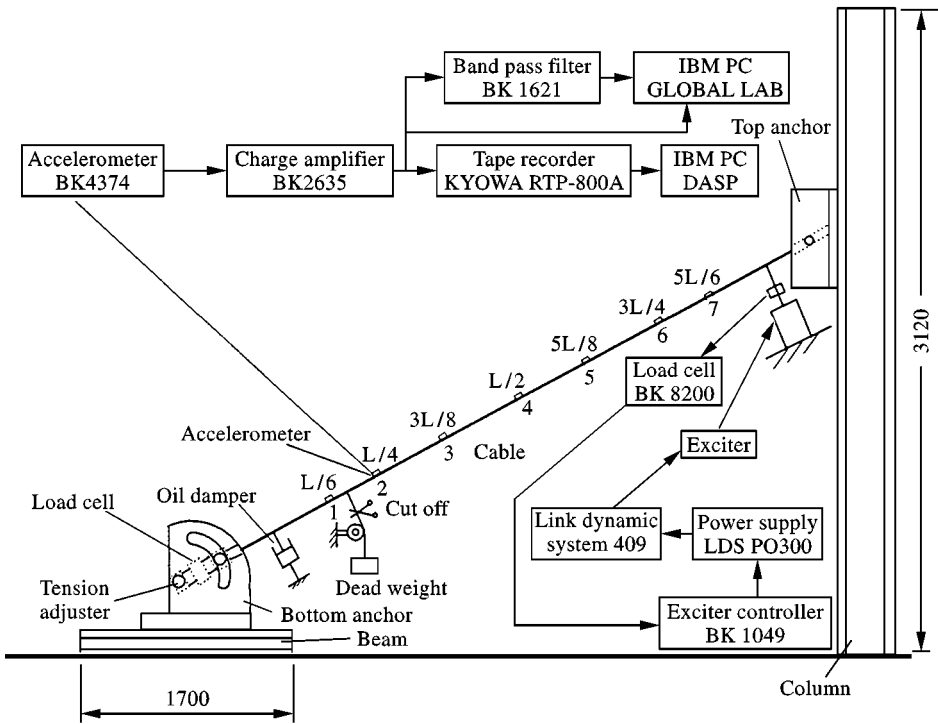 Band pass filter
BK 1621
IBM PC
GLOBAL LAB
Top anchor
Accelerometer
BK4374
Charge amplifier
BK2635
Tape recorder
KYOWA RTP-800A
IBM PC
DASP
5L/6
7
3L/4
6
5L/8
5
L/2
4
3L/8
3
L/4
2
L/6
1
Load cell
BK 8200
3120
Accelerometer
Cable
Exciter
Oil damper
Load cell
Cut off
Link dynamic
system 409
Power supply
LDS PO300
Dead weight
Tension
adjuster
Bottom anchor
Beam
Exciter controller
BK 1049
Column
1700